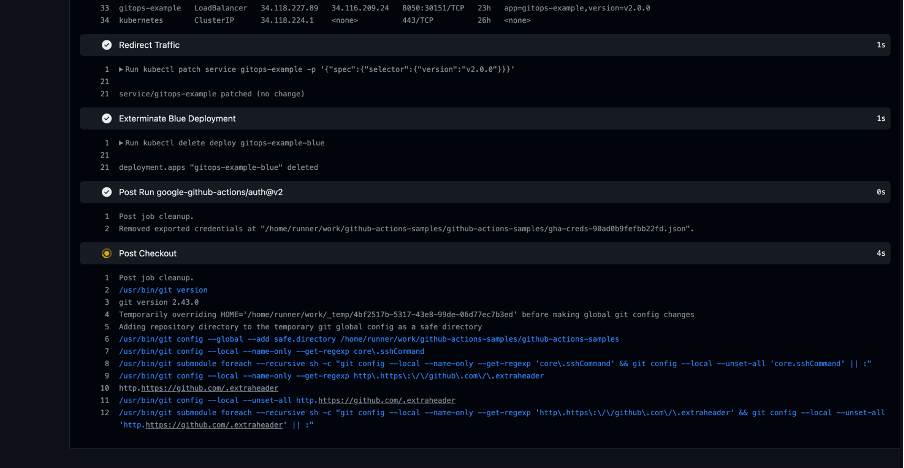 33 gitops-example LoadBalancer 34.118.227.89 34.116.209.24 8050:30151/TCP 23h app=gitops-example,version=v2.0.0
34 kubernetes ClusterIP 34.118.224.1 <none> 443/TCP 26h <none>
Redirect Traffic 1s
1 ▶ Run kubectl patch service gitops-example -p '{"spec":{"selector":{"version":"v2.0.0"}}}'
21
21 service/gitops-example patched (no change)
Exterminate Blue Deployment 1s
1 ▶ Run kubectl delete deploy gitops-example-blue
21
21 deployment.apps "gitops-example-blue" deleted
Post Run google-github-actions/auth@v2 0s
1 Post job cleanup.
2 Removed exported credentials at "/home/runner/work/github-actions-samples/github-actions-samples/gha-creds-90ad0b9fefbb22fd.json".
Post Checkout 4s
1 Post job cleanup.
2 /usr/bin/git version
3 git version 2.43.0
4 Temporarily overriding HOME='/home/runner/work/_temp/4bf2517b-5317-43e8-99de-06d77ec7b3ed' before making global git config changes
5 Adding repository directory to the temporary git global config as a safe directory
6 /usr/bin/git config --global --add safe.directory /home/runner/work/github-actions-samples/github-actions-samples
7 /usr/bin/git config --local --name-only --get-regexp core\.sshCommand
8 /usr/bin/git submodule foreach --recursive sh -c "git config --local --name-only --get-regexp 'core\.sshCommand' && git config --local --unset-all 'core.sshCommand' || :"
9 /usr/bin/git config --local --name-only --get-regexp http\.https\:\/\/github\.com\/\.extraheader
10 http.https://github.com/.extraheader
11 /usr/bin/git config --local --unset-all http.https://github.com/.extraheader
12 /usr/bin/git submodule foreach --recursive sh -c "git config --local --name-only --get-regexp 'http\.https\:\/\/github\.com\/\.extraheader' && git config --local --unset-all
'http.https://github.com/.extraheader' || :"